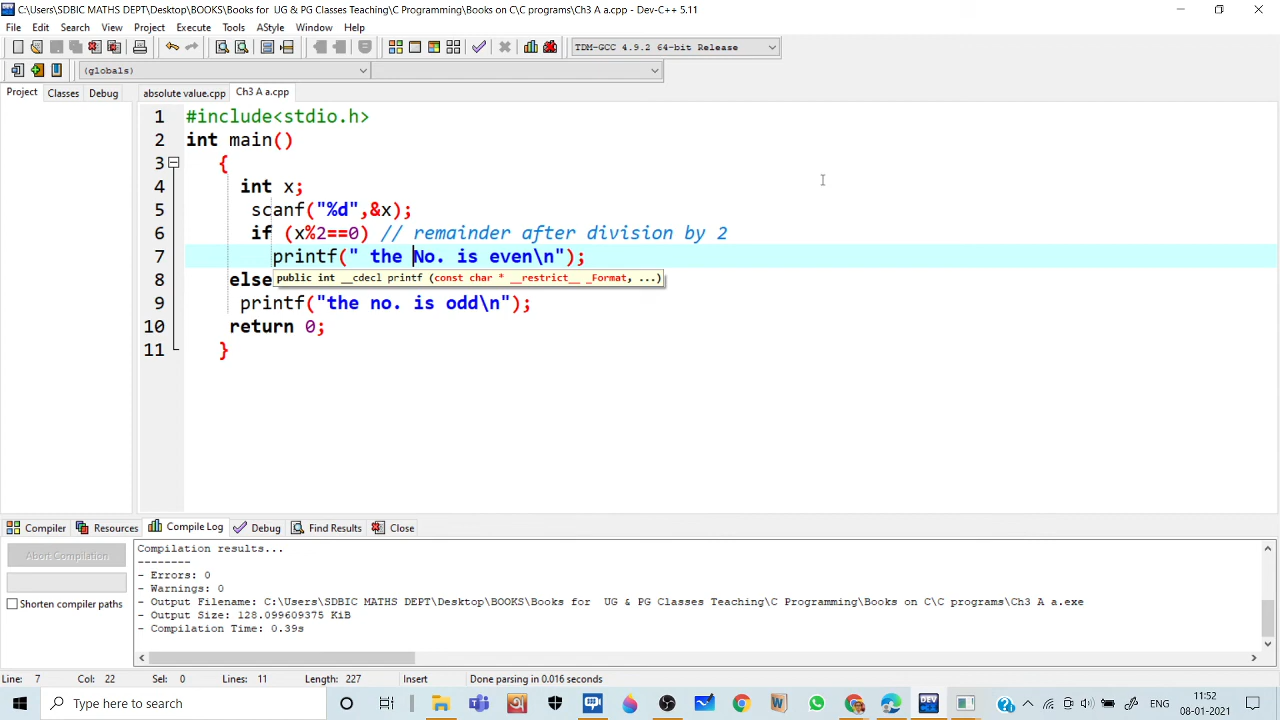 C:\Users\SDBIC MATHS DEPT\Desktop\BOOKS\Books for  UG & PG Classes Teaching\C Programming\Books on C\C programs\Ch3 A a.cpp - Dev-C++ 5.11
File Edit Search View Project Execute Tools AStyle Window Help
TDM-GCC 4.9.2 64-bit Release
(globals)
Project Classes Debug absolute value.cpp Ch3 A a.cpp
1 #include<stdio.h>
2 int main()
3 {
4 int x;
5 scanf("%d",&x);
6 if (x%2==0) // remainder after division by 2
7 printf(" the No. is even\n");
8 else
public int __cdecl printf (const char * __restrict__ _Format, ...)
9 printf("the no. is odd\n");
10 return 0;
11 }
Compiler Resources Compile Log Debug Find Results Close
Abort Compilation
Shorten compiler paths
Compilation results...
--------
- Errors: 0
- Warnings: 0
- Output Filename: C:\Users\SDBIC MATHS DEPT\Desktop\BOOKS\Books for  UG & PG Classes Teaching\C Programming\Books on C\C programs\Ch3 A a.exe
- Output Size: 128.099609375 KiB
- Compilation Time: 0.39s
Line: 7 Col: 22 Sel: 0 Lines: 11 Length: 227 Insert Done parsing in 0.016 seconds
Type here to search
ENG
11:52
08-01-2021